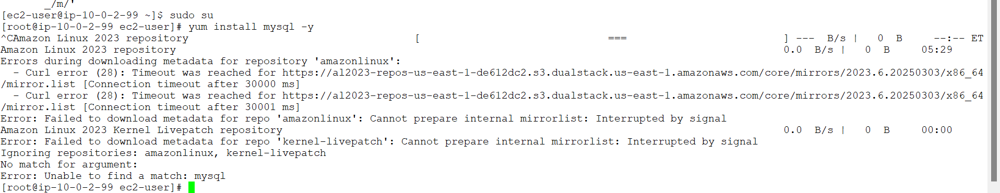 _/m/'
[ec2-user@ip-10-0-2-99 ~]$ sudo su
[root@ip-10-0-2-99 ec2-user]# yum install mysql -y
^CAmazon Linux 2023 repository [ === ] --- B/s | 0 B --:-- ET
Amazon Linux 2023 repository 0.0 B/s | 0 B 05:29
Errors during downloading metadata for repository 'amazonlinux':
- Curl error (28): Timeout was reached for https://al2023-repos-us-east-1-de612dc2.s3.dualstack.us-east-1.amazonaws.com/core/mirrors/2023.6.20250303/x86_64
/mirror.list [Connection timeout after 30000 ms]
- Curl error (28): Timeout was reached for https://al2023-repos-us-east-1-de612dc2.s3.dualstack.us-east-1.amazonaws.com/core/mirrors/2023.6.20250303/x86_64
/mirror.list [Connection timeout after 30001 ms]
Error: Failed to download metadata for repo 'amazonlinux': Cannot prepare internal mirrorlist: Interrupted by signal
Amazon Linux 2023 Kernel Livepatch repository 0.0 B/s | 0 B 00:00
Error: Failed to download metadata for repo 'kernel-livepatch': Cannot prepare internal mirrorlist: Interrupted by signal
Ignoring repositories: amazonlinux, kernel-livepatch
No match for argument:
Error: Unable to find a match: mysql
[root@ip-10-0-2-99 ec2-user]#